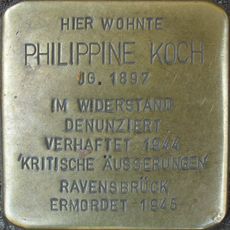 HIER WOHNTE
PHILIPPINE KOCH
JG. 1897
IM WIDERSTAND
DENUNZIERT
VERHAFTET 1944
'KRITISCHE ÄUSSERUNGEN'
RAVENSBRÜCK
ERMORDET 1945